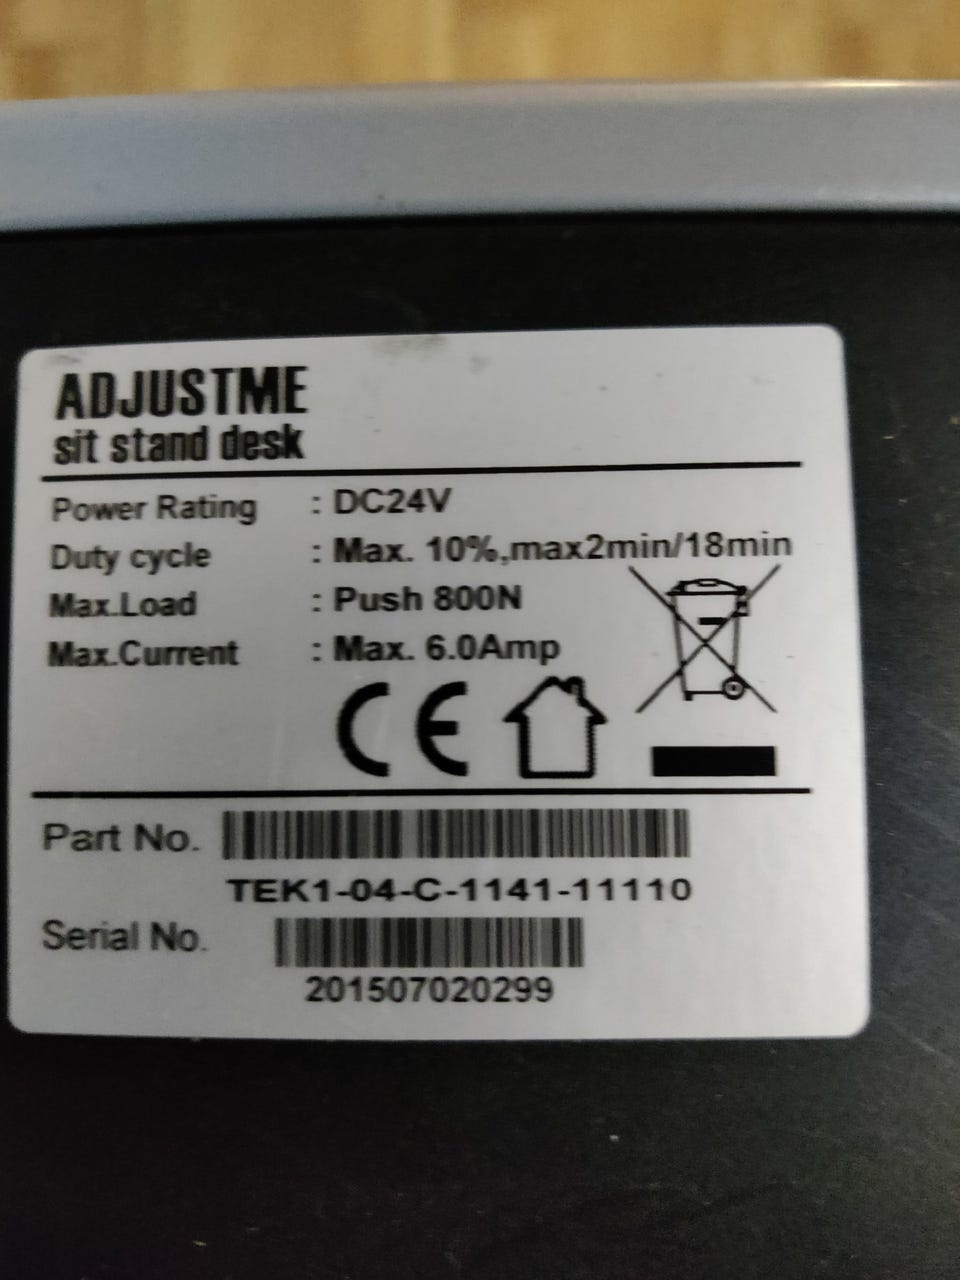 ADJUSTME
sit stand desk
Power Rating : DC24V
Duty cycle : Max. 10%,max2min/18min
Max.Load : Push 800N
Max.Current : Max. 6.0Amp
CE
Part No.
TEK1-04-C-1141-11110
Serial No.
201507020299